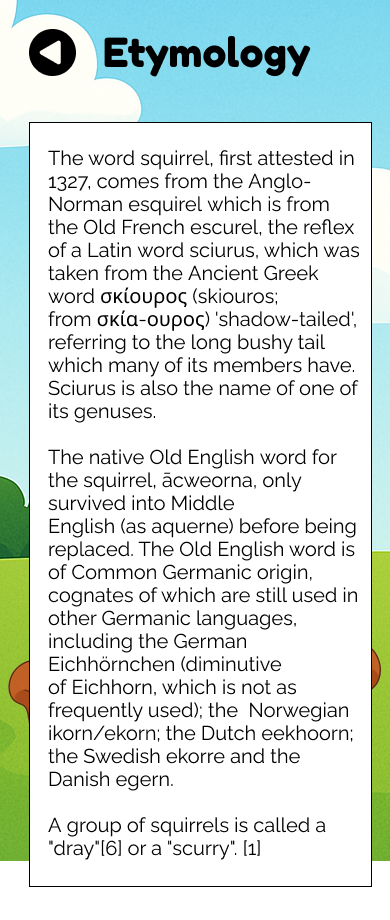 Etymology
The word squirrel, first attested in
1327, comes from the Anglo-
Norman esquirel which is from
the Old French escurel, the reflex
of a Latin word sciurus, which was
taken from the Ancient Greek
word σκίουρος (skiouros;
from σκία-ουρος) 'shadow-tailed',
referring to the long bushy tail
which many of its members have.
Sciurus is also the name of one of
its genuses.
The native Old English word for
the squirrel, ācweorna, only
survived into Middle
English (as aquerne) before being
replaced. The Old English word is
of Common Germanic origin,
cognates of which are still used in
other Germanic languages,
including the German
Eichhörnchen (diminutive
of Eichhorn, which is not as
frequently used); the  Norwegian
ikorn/ekorn; the Dutch eekhoorn;
the Swedish ekorre and the
Danish egern.
A group of squirrels is called a
"dray"[6] or a "scurry". [1]